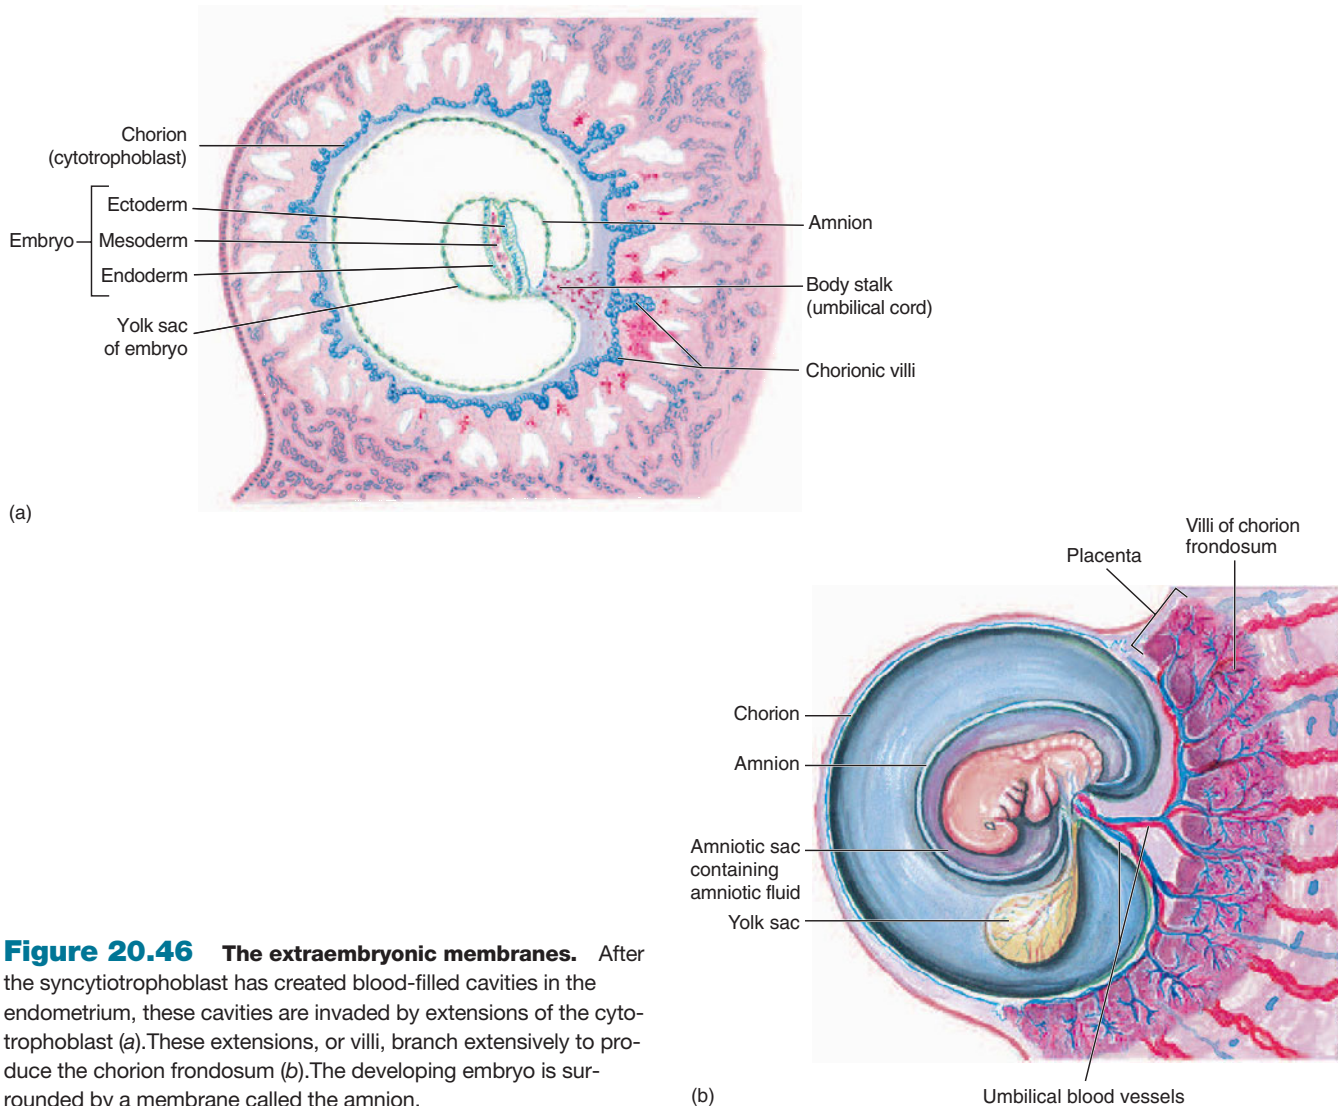 Chorion
(cytotrophoblast)
Ectoderm
Embryo
Mesoderm
Endoderm
Yolk sac
of embryo
Amnion
Body stalk
(umbilical cord)
Chorionic villi
(a)
Villi of chorion
frondosum
Placenta
Chorion
Amnion
Amniotic sac
containing
amniotic fluid
Yolk sac
Umbilical blood vessels
(b)
Figure 20.46 The extraembryonic membranes. After
the syncytiotrophoblast has created blood-filled cavities in the
endometrium, these cavities are invaded by extensions of the cyto-
trophoblast (a).These extensions, or villi, branch extensively to pro-
duce the chorion frondosum (b).The developing embryo is sur-
rounded by a membrane called the amnion.